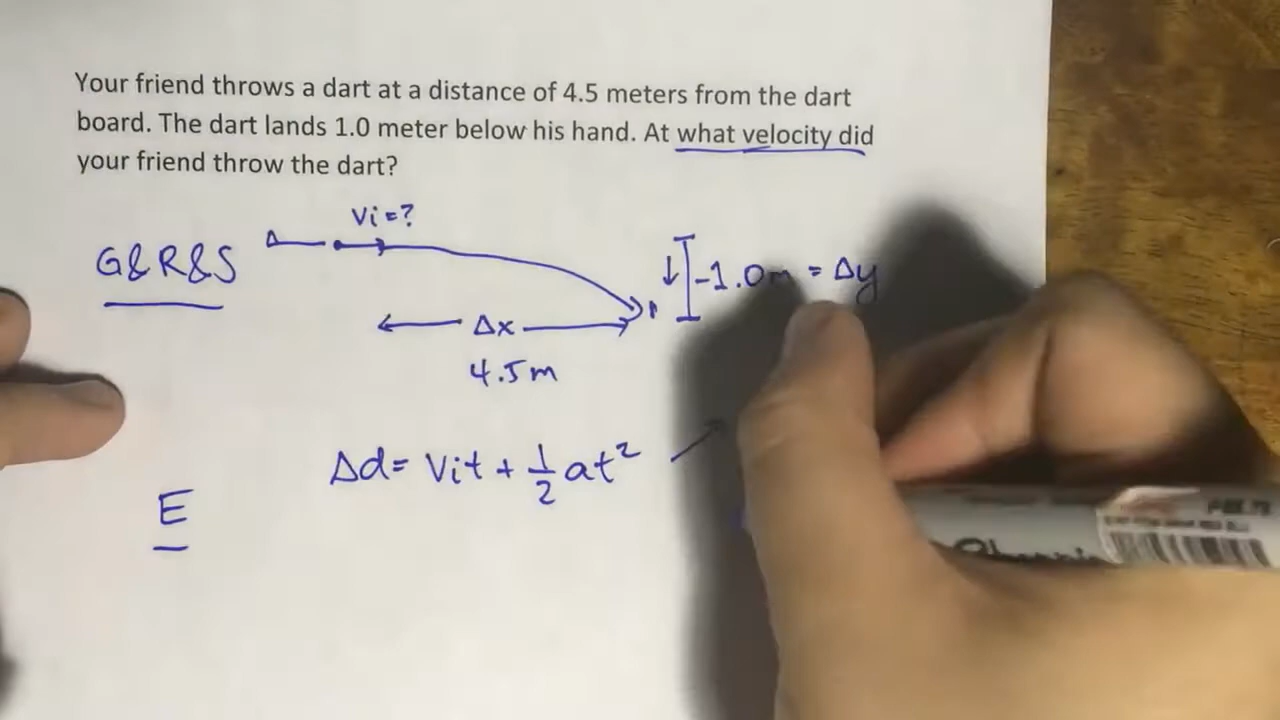 Your friend throws a dart at a distance of 4.5 meters from the dart
board. The dart lands 1.0 meter below his hand. At what velocity did
your friend throw the dart?
Vi=?
G&R&S
-1.0m = Δy
Δx
4.5m
Δd= Vit + 1/2 at²
E